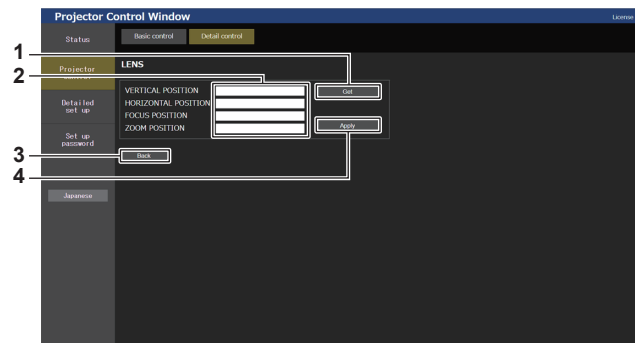 Projector Control Window
License
Status
Basic control
Detail control
1
2
Projector
LENS
VERTICAL POSITION
Get
HORIZONTAL POSITION
FOCUS POSITION
ZOOM POSITION
Apply
Detailed
set up
Set up
password
3
Back
4
Japanese